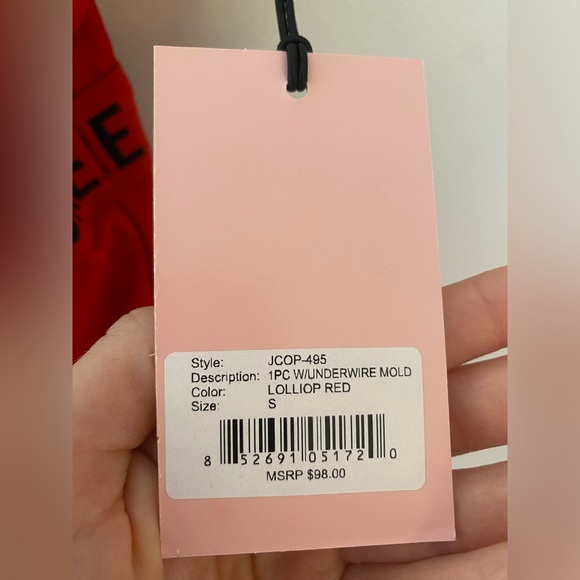 Style: JCOP-495
Description: 1PC W/UNDERWIRE MOLD
Color: LOLLIOP RED
Size: S
8 52691 05172 0
MSRP $98.00